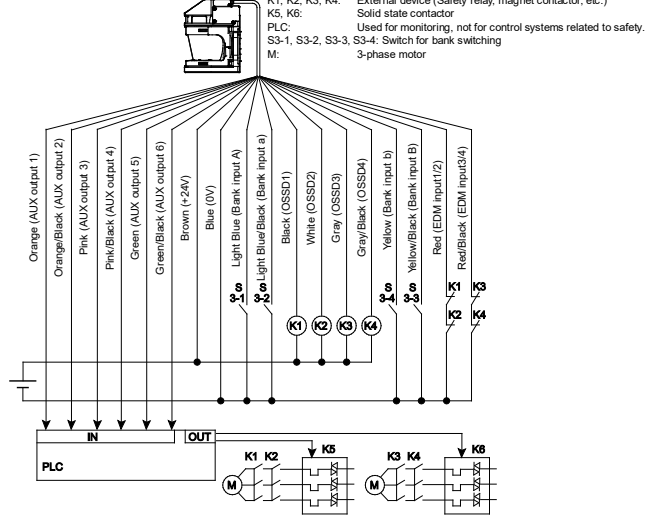 K1, K2, K3, K4: External device (Safety relay, magnet contactor, etc.)
K5, K6: Solid state contactor
PLC: Used for monitoring, not for control systems related to safety.
S3-1, S3-2, S3-3, S3-4: Switch for bank switching
M: 3-phase motor
Orange (AUX output 1)
Orange/Black (AUX output 2)
Pink (AUX output 3)
Pink/Black (AUX output 4)
Green (AUX output 5)
Green/Black (AUX output 6)
Brown (+24V)
Blue (0V)
Light Blue (Bank input A)
Light Blue/Black (Bank input a)
Black (OSSD1)
White (OSSD2)
Gray (OSSD3)
Gray/Black (OSSD4)
Yellow (Bank input b)
Yellow/Black (Bank input B)
Red (EDM input1/2)
Red/Black (EDM input3/4)
S
3-1
S
3-2
S
3-4
S
3-3
K1
K3
K2
K4
K1
K2
K3
K4
IN
OUT
PLC
K1 K2
K5
M
K3 K4
K6
M